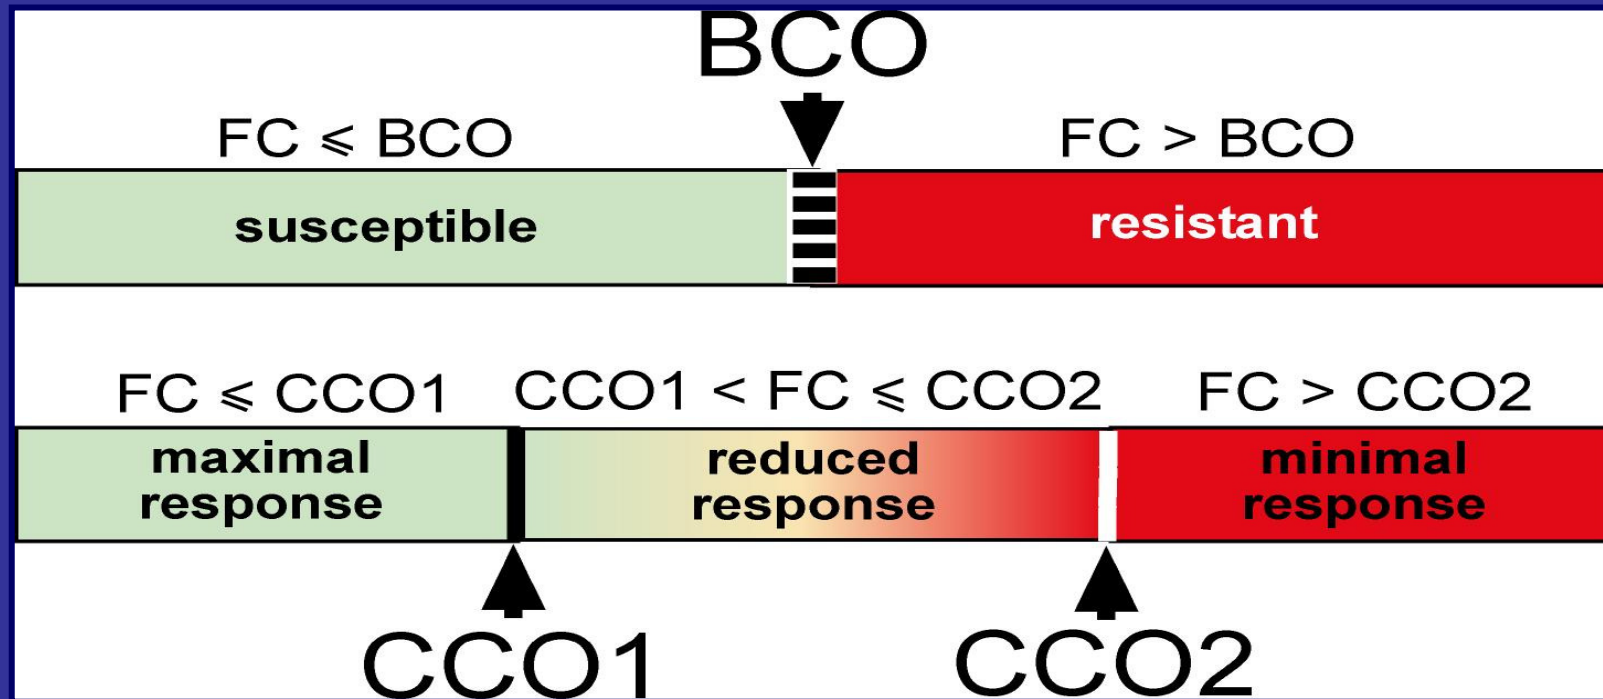 BCO
FC ⩽ BCO FC > BCO
susceptible resistant
FC ⩽ CCO1 CCO1 < FC ⩽ CCO2 FC > CCO2
maximal reduced minimal
response response response
CCO1 CCO2